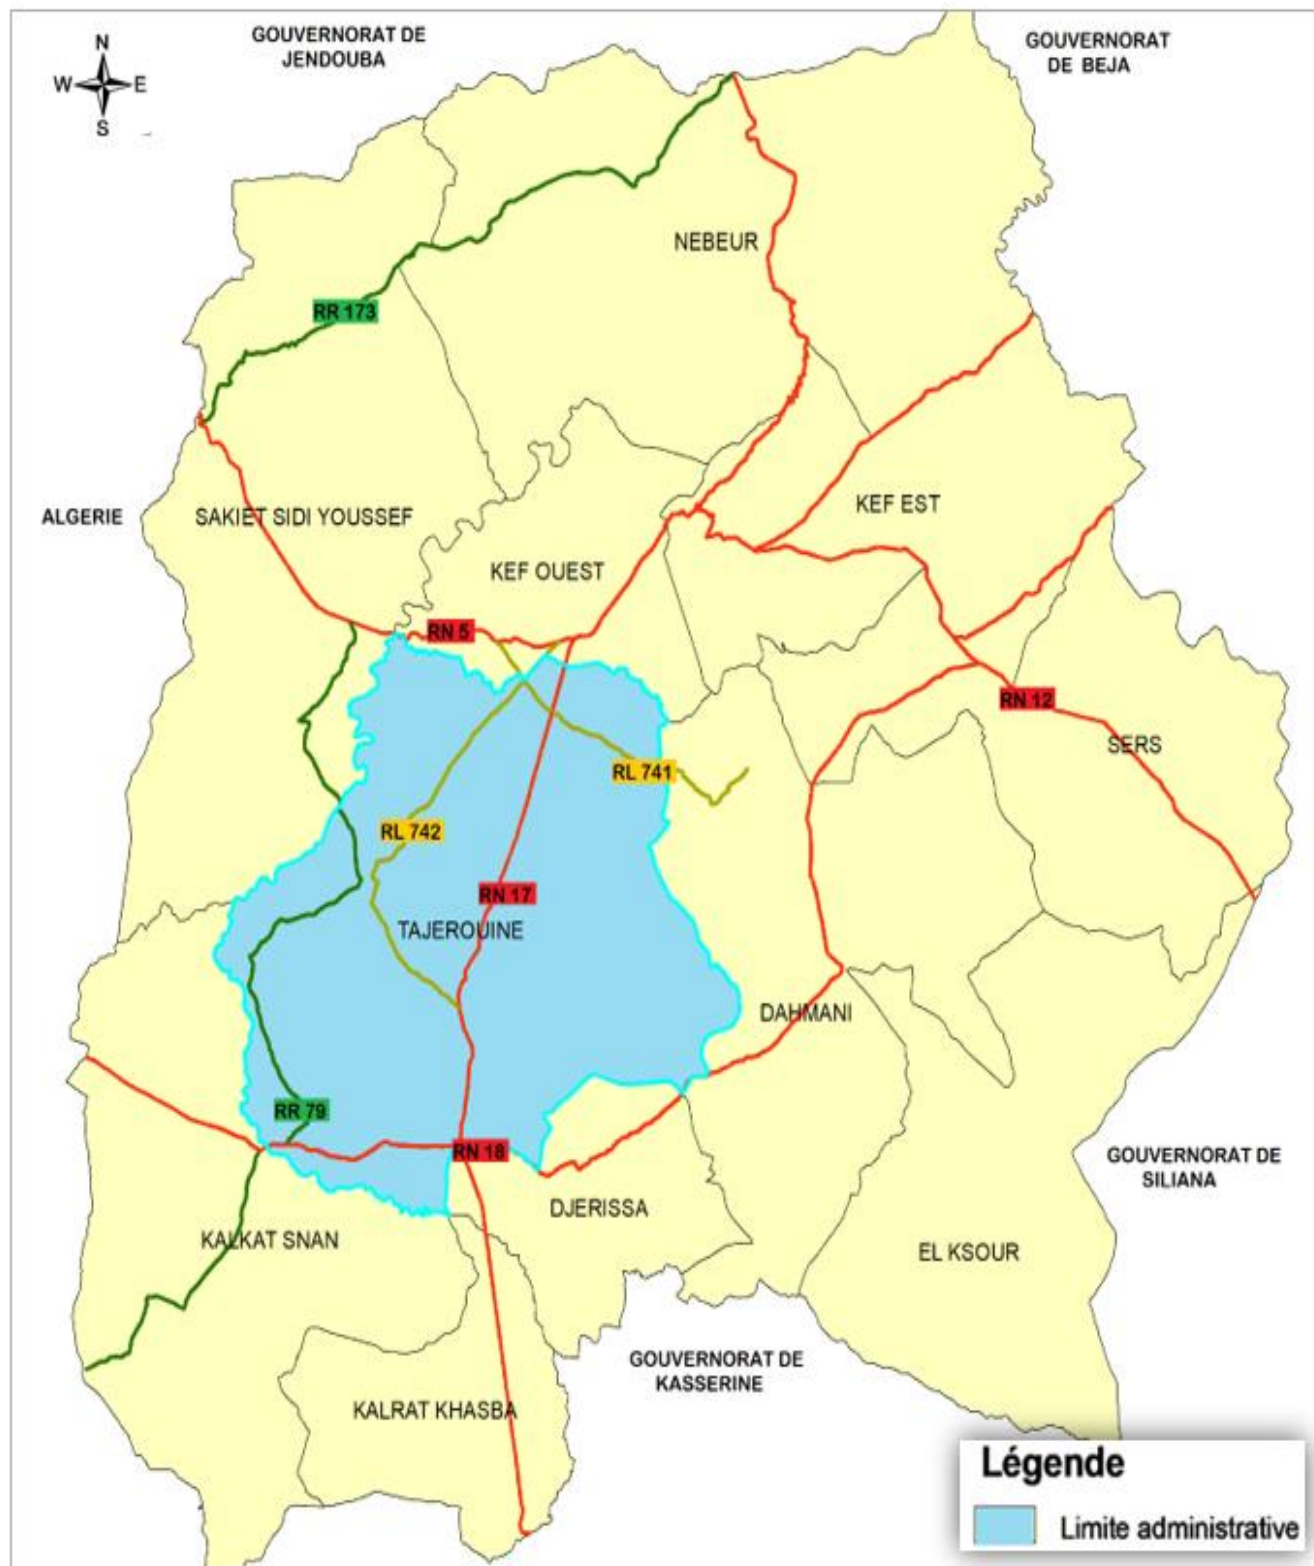 GOUVERNORAT DE
JENDOUBA
GOUVERNORAT
DE BEJA
N
W E
S
NEBEUR
RR 173
KEF EST
ALGERIE
SAKIET SIDI YOUSSEF
KEF OUEST
RN 5
RN 12
SERS
RL 741
RL 742
RN 17
TAJEROUINE
DAHMANI
RR 79
RN 18
GOUVERNORAT DE
SILIANA
DJERISSA
KALKAT SNAN
EL KSOUR
GOUVERNORAT DE
KASSERINE
KALRAT KHASBA
Légende
Limite administrative